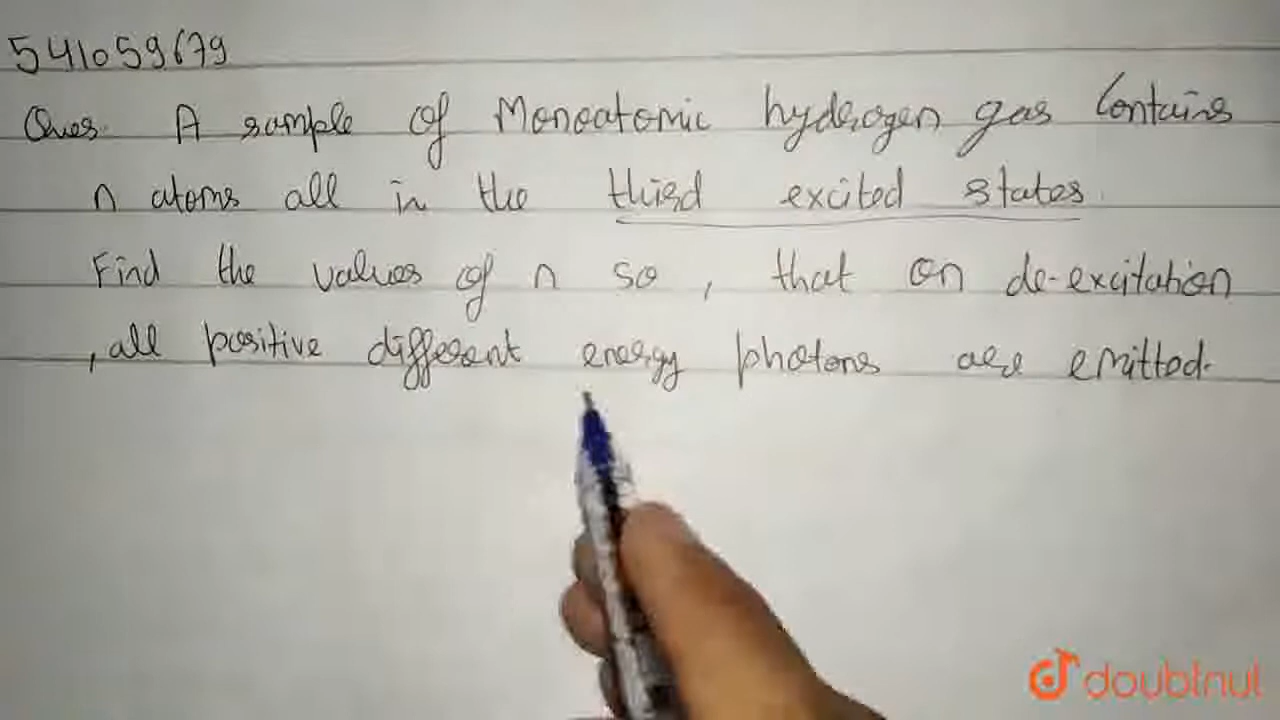 541059679
Ques. A sample of Monoatomic hydrogen gas Contains
n atoms all in the third excited states.
Find the values of n so, that on de-excitation
, all positive different energy photons are emitted.
doubtnut